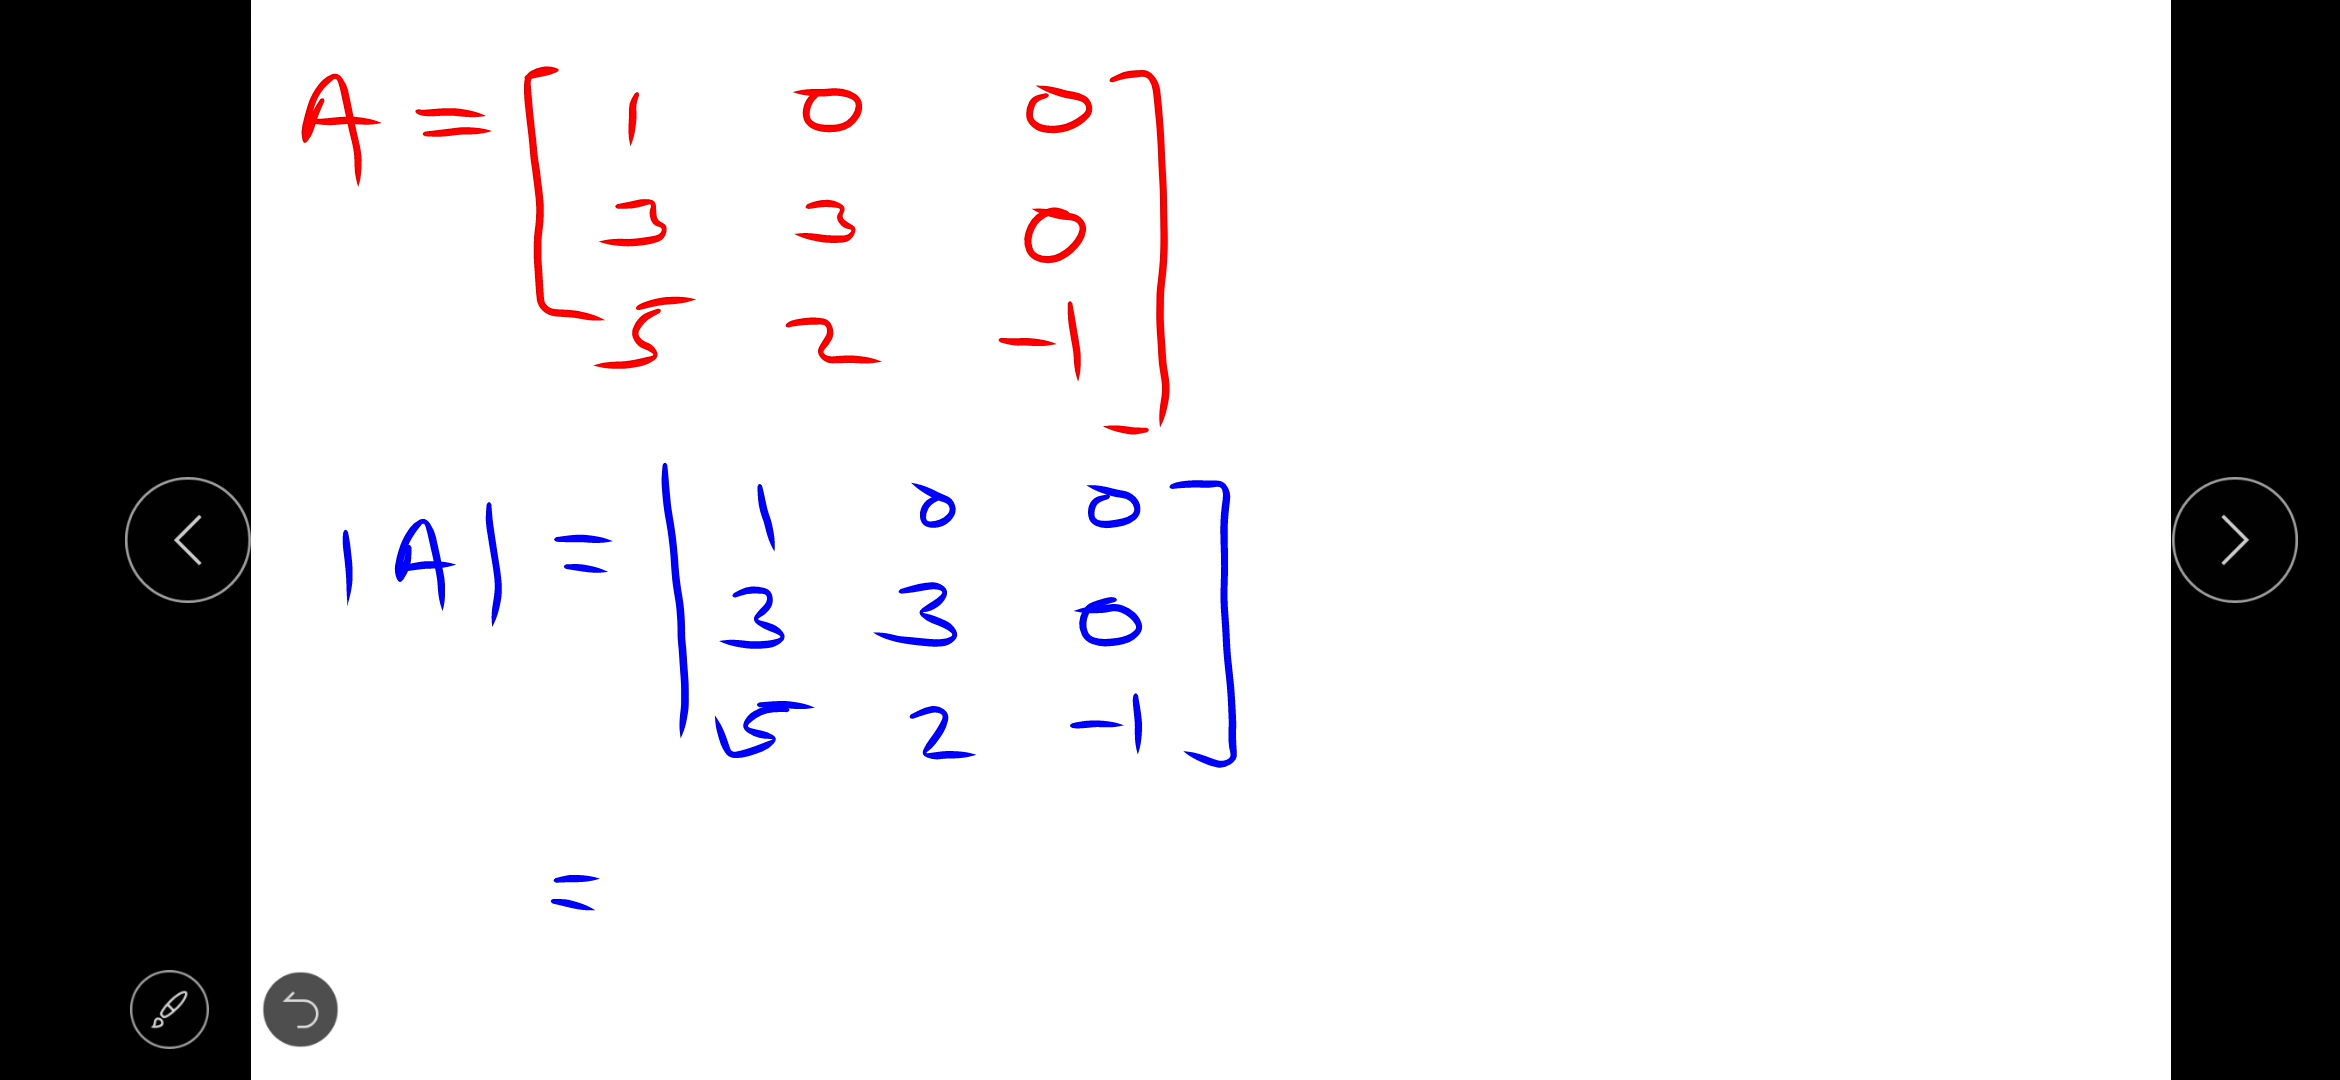 A = [ 1 0 0
3 3 0
5 2 -1 ]
|A| = | 1 0 0
3 3 0
5 2 -1 ]
=